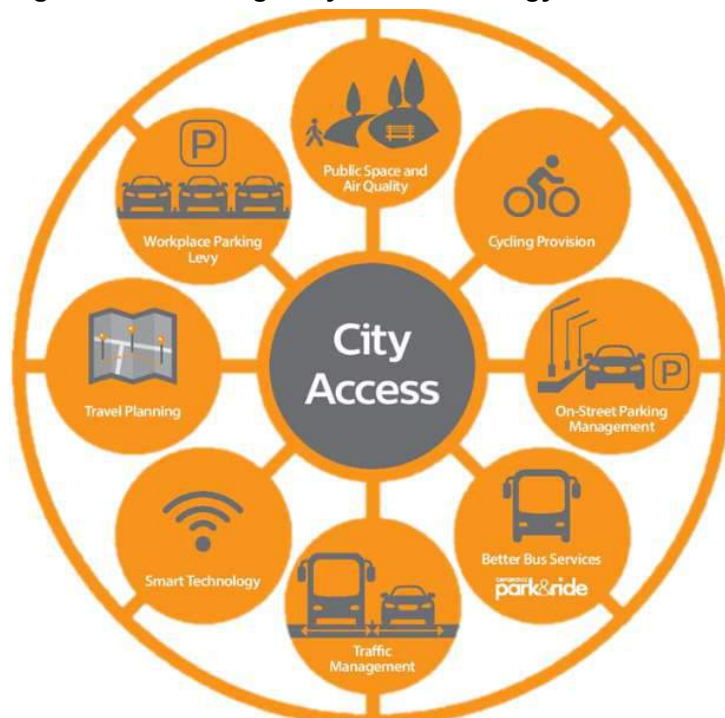 Public Space and
Air Quality
P
Workplace Parking
Levy
Cycling Provision
City
Access
Travel Planning
P
On-Street Parking
Management
Smart Technology
Better Bus Services
park&ride
Traffic
Management